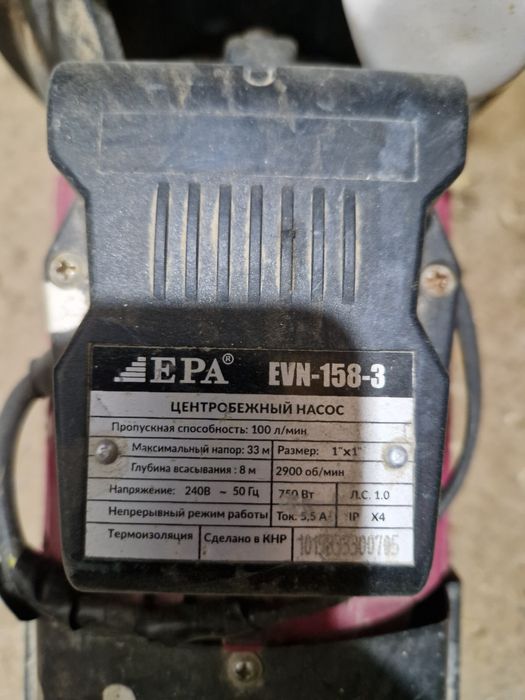 EPA® EVN-158-3
ЦЕНТРОБЕЖНЫЙ НАСОС
Пропускная способность: 100 л/мин.
Максимальный напор: 33 м Размер: 1"x1"
Глубина всасывания : 8 м 2900 об/мин
Напряжение: 240В ~ 50 Гц 750 Вт Л.С. 1.0
Непрерывный режим работы Ток. 5,5 А IP X4
Термоизоляция Сделано в КНР